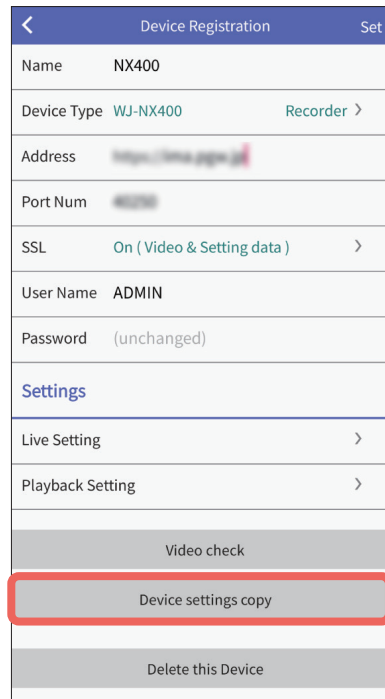 Device Registration Set
Name NX400
Device Type WJ-NX400 Recorder >
Address
Port Num
SSL On ( Video & Setting data ) >
User Name ADMIN
Password (unchanged)
Settings
Live Setting >
Playback Setting >
Video check
Device settings copy
Delete this Device